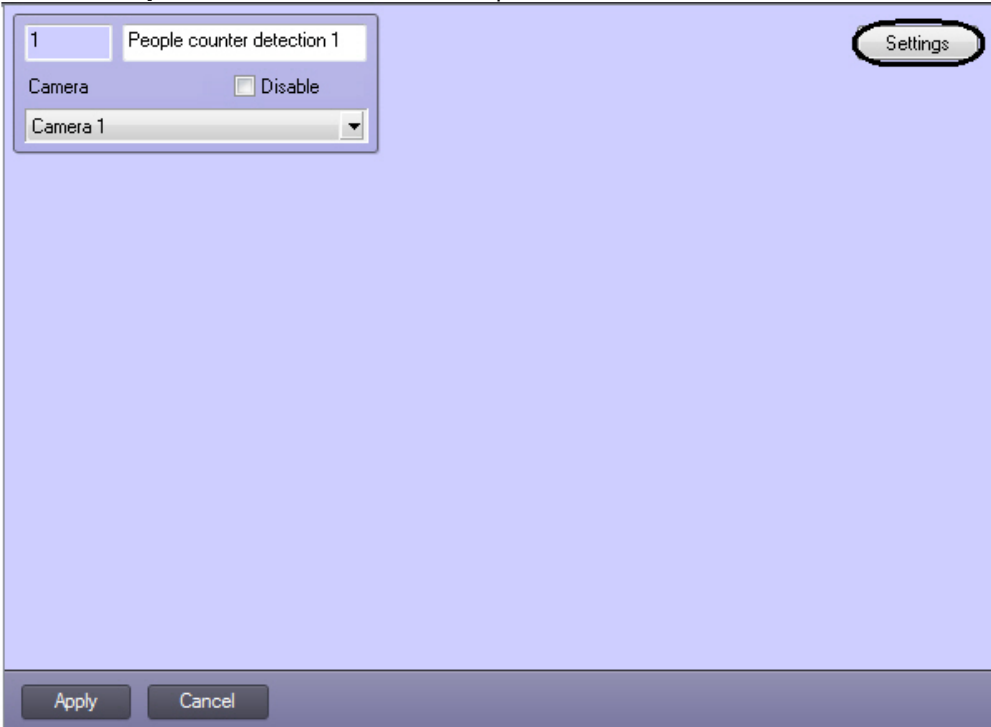 1 People counter detection 1
Settings
Camera Disable
Camera 1
Apply Cancel